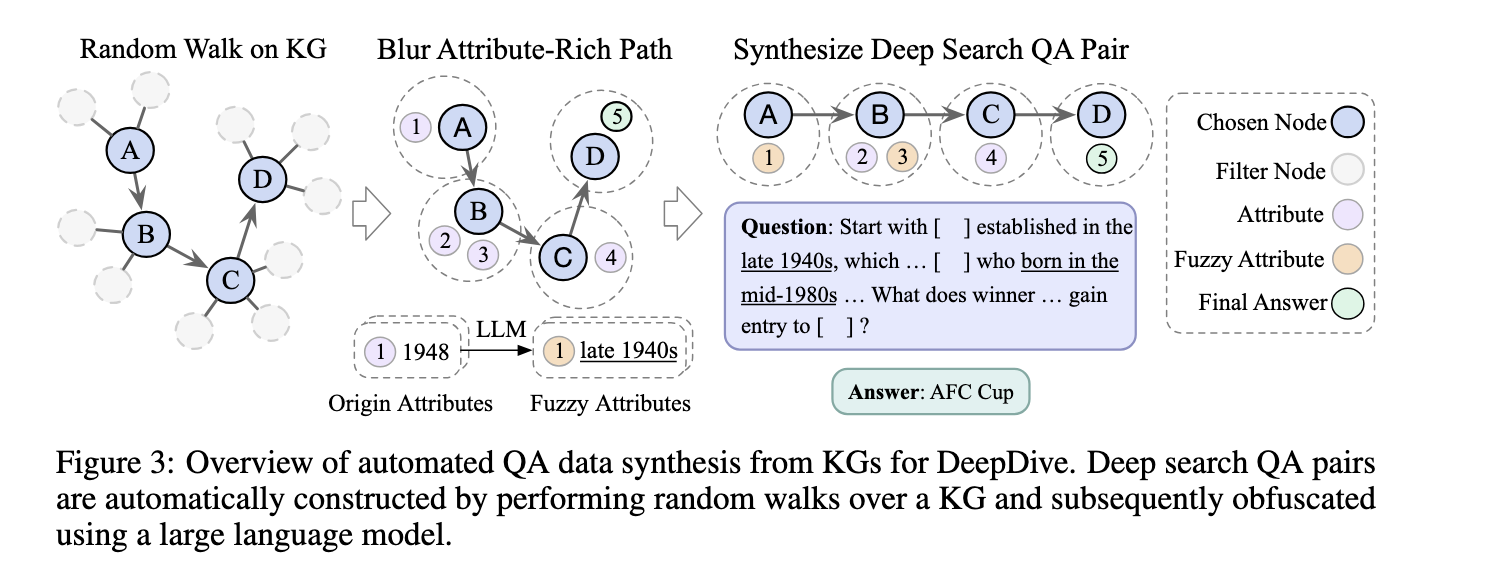 Random Walk on KG
Blur Attribute-Rich Path
Synthesize Deep Search QA Pair
A
B
C
D
1
A
B
2
3
C
4
D
5
1 1948
LLM
1 late 1940s
Origin Attributes
Fuzzy Attributes
A
B
C
D
1
2
3
4
5
Question: Start with [ ] established in the
late 1940s, which … [ ] who born in the
mid-1980s … What does winner … gain
entry to [ ] ?
Answer: AFC Cup
Chosen Node
Filter Node
Attribute
Fuzzy Attribute
Final Answer
Figure 3: Overview of automated QA data synthesis from KGs for DeepDive. Deep search QA pairs
are automatically constructed by performing random walks over a KG and subsequently obfuscated
using a large language model.